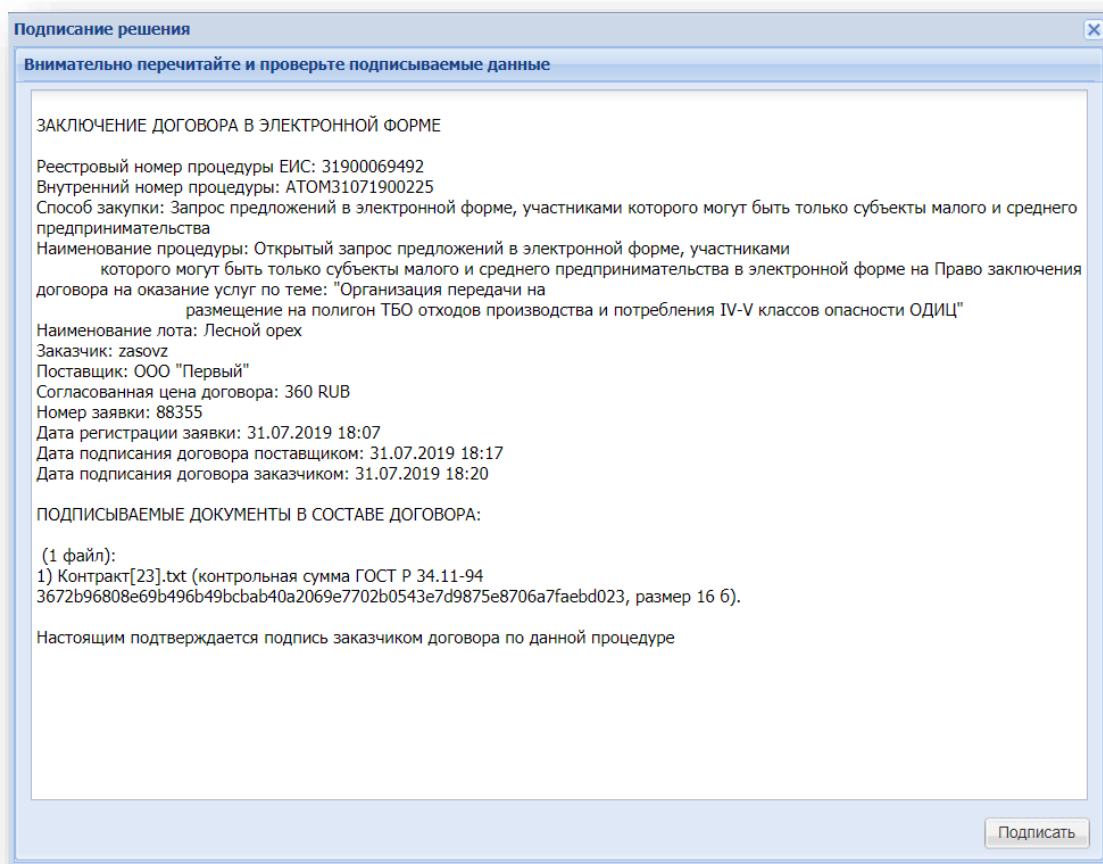 Подписание решения
Внимательно перечитайте и проверьте подписываемые данные
ЗАКЛЮЧЕНИЕ ДОГОВОРА В ЭЛЕКТРОННОЙ ФОРМЕ
Реестровый номер процедуры ЕИС: 31900069492
Внутренний номер процедуры: АТОМ31071900225
Способ закупки: Запрос предложений в электронной форме, участниками которого могут быть только субъекты малого и среднего
предпринимательства
Наименование процедуры: Открытый запрос предложений в электронной форме, участниками
которого могут быть только субъекты малого и среднего предпринимательства в электронной форме на Право заключения
договора на оказание услуг по теме: "Организация передачи на
размещение на полигон ТБО отходов производства и потребления IV-V классов опасности ОДИЦ"
Наименование лота: Лесной орех
Заказчик: zasovz
Поставщик: ООО "Первый"
Согласованная цена договора: 360 RUB
Номер заявки: 88355
Дата регистрации заявки: 31.07.2019 18:07
Дата подписания договора поставщиком: 31.07.2019 18:17
Дата подписания договора заказчиком: 31.07.2019 18:20
ПОДПИСЫВАЕМЫЕ ДОКУМЕНТЫ В СОСТАВЕ ДОГОВОРА:
(1 файл):
1) Контракт[23].txt (контрольная сумма ГОСТ Р 34.11-94
3672b96808e69b496b49bcbab40a2069e7702b0543e7d9875e8706a7faebd023, размер 16 б).
Настоящим подтверждается подпись заказчиком договора по данной процедуре
Подписать